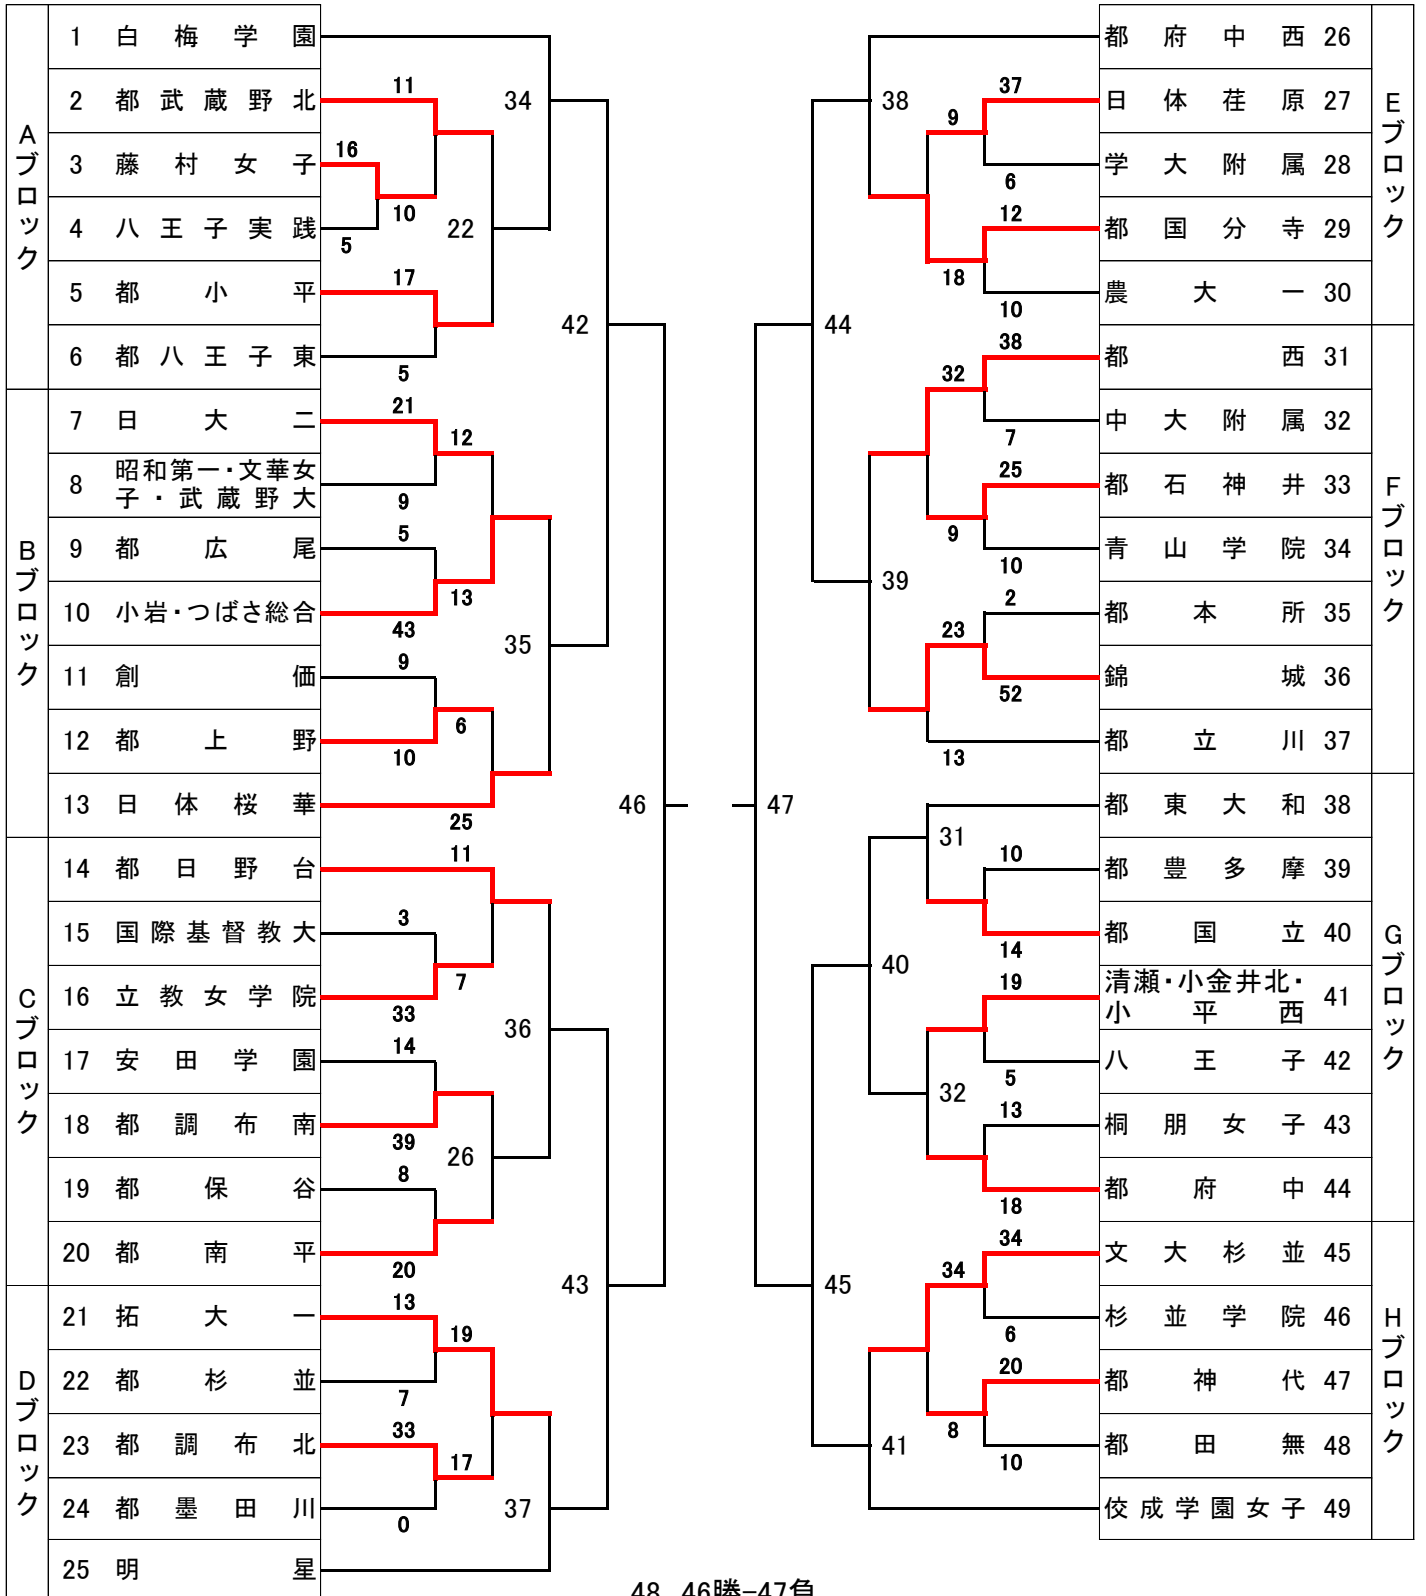 Aブロック
1 白梅学園
2 都武蔵野北
3 藤村女子
4 八王子実践
5 都小平
6 都八王子東
Bブロック
7 日大二
8 昭和第一・文華女
子・武蔵野大
9 都広尾
10 小岩・つばさ総合
11 創価
12 都上野
13 日体桜華
Cブロック
14 都日野台
15 国際基督教大
16 立教女学院
17 安田学園
18 都調布南
19 都保谷
20 都南平
Dブロック
21 拓大一
22 都杉並
23 都調布北
24 都墨田川
25 明星
11
34
16
10
22
5
17
42
5
21
12
9
5
13
43
35
9
6
10
46
25
11
3
7
33
36
14
39
26
8
20
43
13
19
7
33
17
0
37
38
37
9
6
12
18
10
44
38
32
7
25
9
10
39
2
23
52
13
47
31
10
14
40
19
5
32
13
18
34
34
45
6
20
8
10
41
都府中西 26
日体荏原 27
学大附属 28
都国分寺 29
農大一 30
Eブロック
都西 31
中大附属 32
都石神井 33
青山学院 34
都本所 35
錦城 36
都立川 37
Fブロック
都東大和 38
都豊多摩 39
都国立 40
清瀬・小金井北・
小平西 41
八王子 42
桐朋女子 43
都府中 44
Gブロック
文大杉並 45
杉並学院 46
都神代 47
都田無 48
佼成学園女子 49
Hブロック
48 46勝-47負